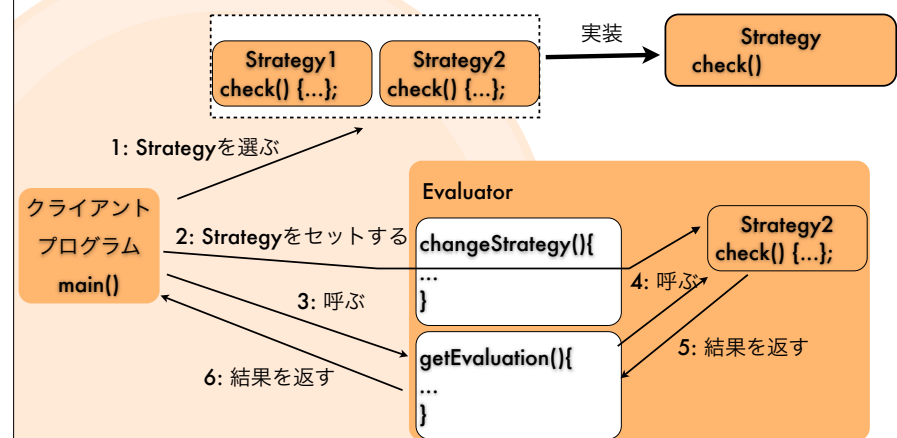 Strategy1
check() {...};
Strategy2
check() {...};
実装
Strategy
check()
1: Strategyを選ぶ
クライアント
プログラム
main()
2: Strategyをセットする
3: 呼ぶ
6: 結果を返す
Evaluator
changeStrategy(){
...
}
getEvaluation(){
...
}
Strategy2
check() {...};
4: 呼ぶ
5: 結果を返す